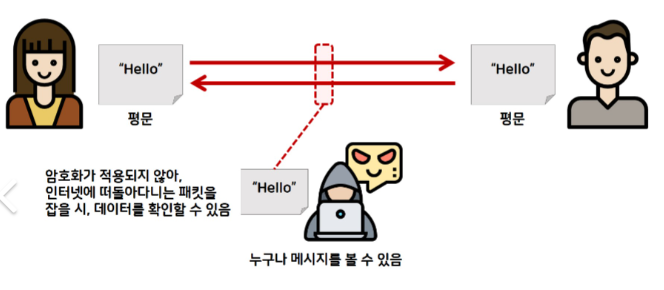 “Hello”
“Hello”
평문
평문
암호화가 적용되지 않아,
인터넷에 떠돌아다니는 패킷을
잡을 시, 데이터를 확인할 수 있음
“Hello”
누구나 메시지를 볼 수 있음